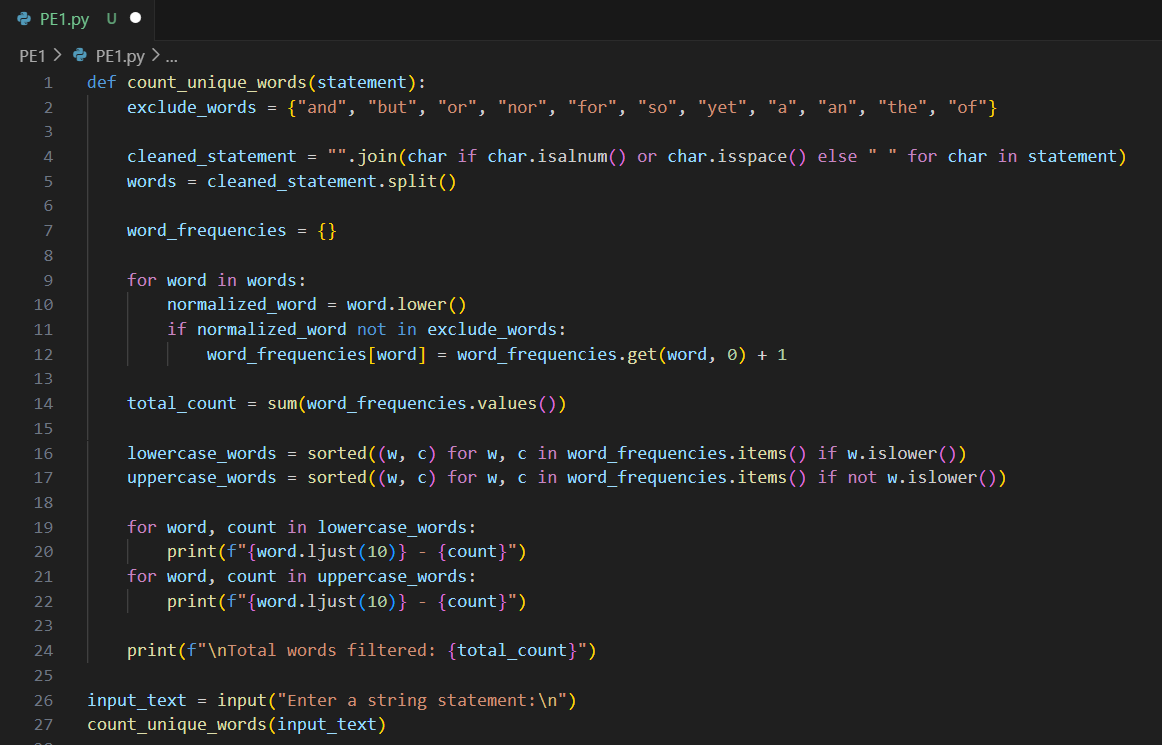 PE1.py U
PE1 > PE1.py > ...
1 def count_unique_words(statement):
2     exclude_words = {"and", "but", "or", "nor", "for", "so", "yet", "a", "an", "the", "of"}
3
4     cleaned_statement = "".join(char if char.isalnum() or char.isspace() else " " for char in statement)
5     words = cleaned_statement.split()
6
7     word_frequencies = {}
8
9     for word in words:
10         normalized_word = word.lower()
11         if normalized_word not in exclude_words:
12             word_frequencies[word] = word_frequencies.get(word, 0) + 1
13
14     total_count = sum(word_frequencies.values())
15
16     lowercase_words = sorted((w, c) for w, c in word_frequencies.items() if w.islower())
17     uppercase_words = sorted((w, c) for w, c in word_frequencies.items() if not w.islower())
18
19     for word, count in lowercase_words:
20         print(f"{word.ljust(10)} - {count}")
21     for word, count in uppercase_words:
22         print(f"{word.ljust(10)} - {count}")
23
24     print(f"\nTotal words filtered: {total_count}")
25
26 input_text = input("Enter a string statement:\n")
27 count_unique_words(input_text)